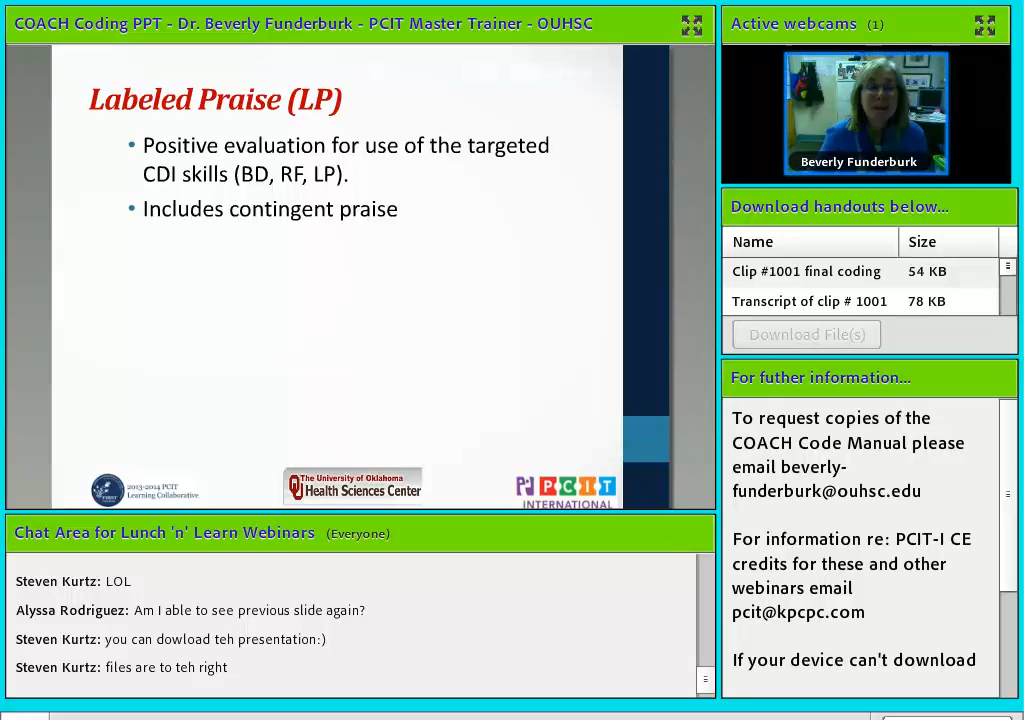 COACH Coding PPT - Dr. Beverly Funderburk - PCIT Master Trainer - OUHSC
Labeled Praise (LP)
• Positive evaluation for use of the targeted
CDI skills (BD, RF, LP).
• Includes contingent praise
2013-2014 PCIT
Learning Collaborative
The University of Oklahoma
Health Sciences Center
PCIT
INTERNATIONAL
Chat Area for Lunch 'n' Learn Webinars (Everyone)
Steven Kurtz: LOL
Alyssa Rodriguez: Am I able to see previous slide again?
Steven Kurtz: you can dowload teh presentation:)
Steven Kurtz: files are to teh right
Active webcams (1)
Beverly Funderburk
Download handouts below...
Name Size
Clip #1001 final coding 54 KB
Transcript of clip # 1001 78 KB
Download File(s)
For futher information...
To request copies of the
COACH Code Manual please
email beverly-
funderburk@ouhsc.edu
For information re: PCIT-I CE
credits for these and other
webinars email
pcit@kpcpc.com
If your device can't download